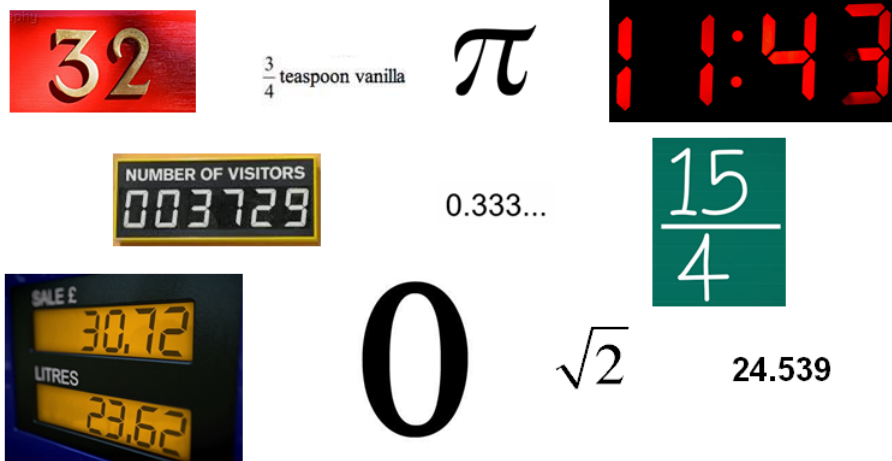 32
3/4 teaspoon vanilla
π
11:43
NUMBER OF VISITORS
003729
0.333...
15
4
SALE £
30.72
LITRES
23.62
0
√2
24.539